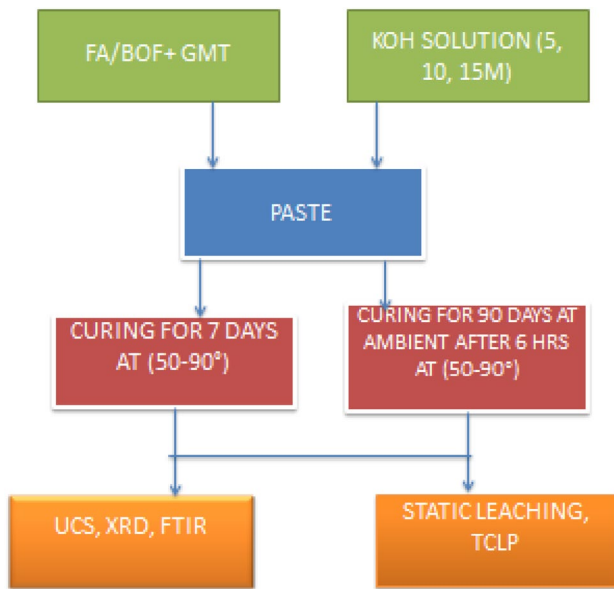 FA/BOF+ GMT
KOH SOLUTION (5,
10, 15M)
PASTE
CURING FOR 7 DAYS
AT (50-90°)
CURING FOR 90 DAYS AT
AMBIENT AFTER 6 HRS
AT (50-90°)
UCS, XRD, FTIR
STATIC LEACHING,
TCLP